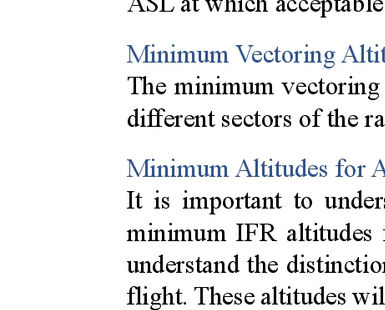 ASL at which acceptable
Minimum Vectoring Altit
The minimum vectoring
different sectors of the ra
Minimum Altitudes for A
It is important to unders
minimum IFR altitudes
understand the distinction
flight. These altitudes wil